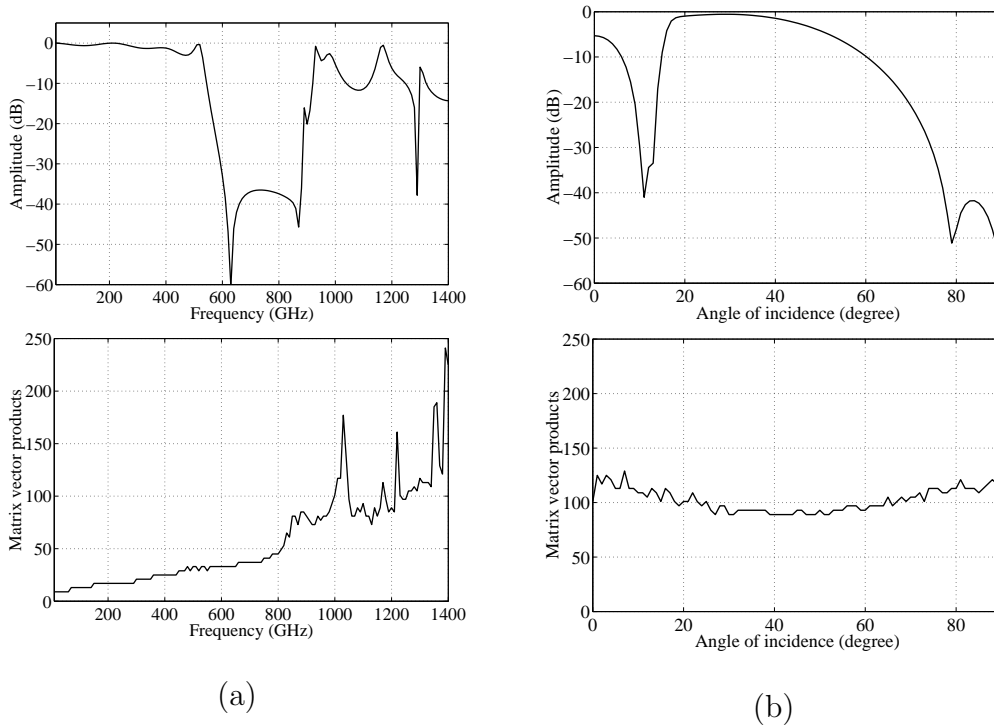 0
−10
−20
−30
−40
−50
−60
Amplitude (dB)
200 400 600 800 1000 1200 1400
Frequency (GHz)
250
200
150
100
50
0
Matrix vector products
200 400 600 800 1000 1200 1400
Frequency (GHz)
(a)
0
−10
−20
−30
−40
−50
−60
Amplitude (dB)
0 20 40 60 80
Angle of incidence (degree)
250
200
150
100
50
0
Matrix vector products
0 20 40 60 80
Angle of incidence (degree)
(b)